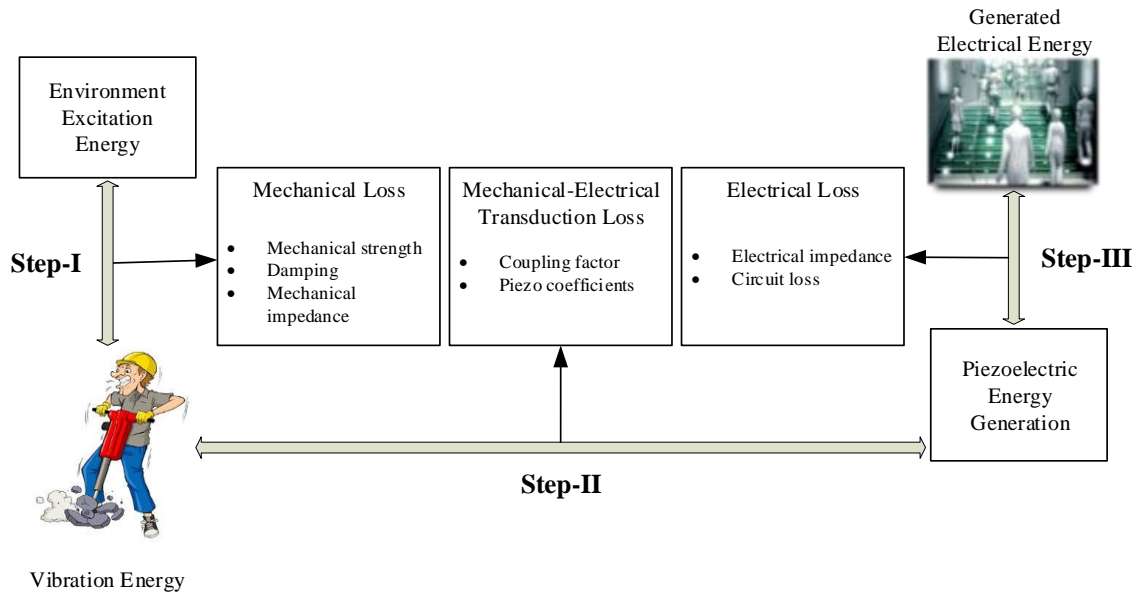 Generated
Electrical Energy
Environment
Excitation
Energy
Mechanical Loss
Mechanical strength
Damping
Mechanical
impedance
Mechanical-Electrical
Transduction Loss
Coupling factor
Piezo coefficients
Electrical Loss
Electrical impedance
Circuit loss
Step-I
Step-III
Piezoelectric
Energy
Generation
Step-II
Vibration Energy